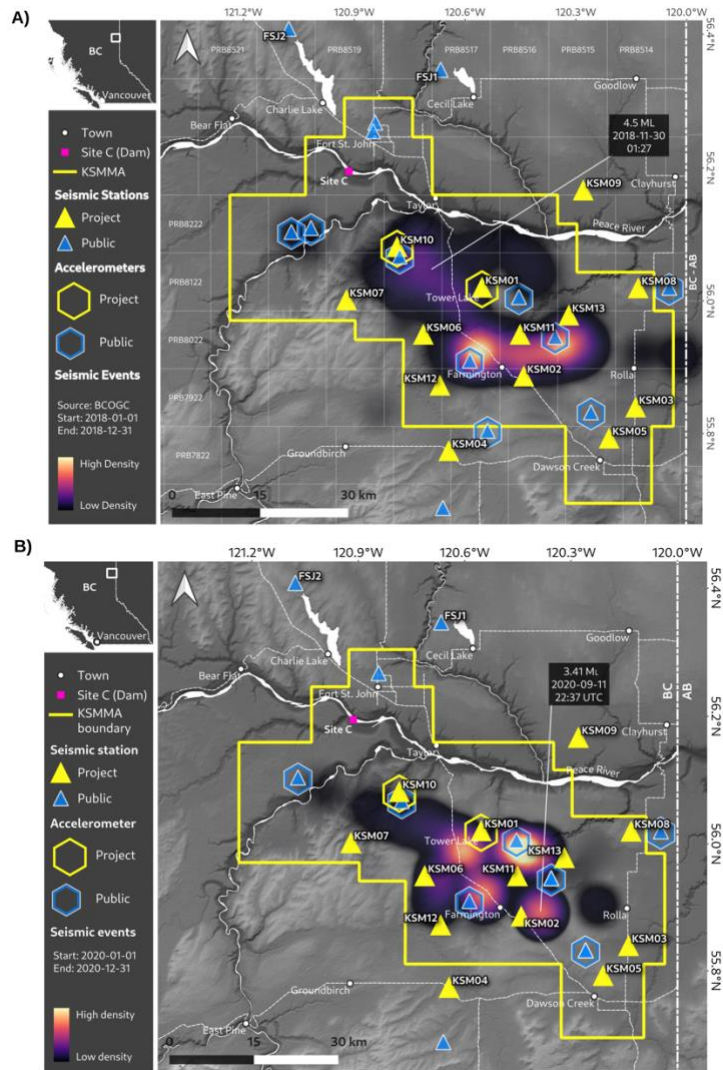 A)
121.2°W 120.9°W 120.6°W 120.3°W 120.0°W
56.4°N
56.2°N
56.0°N
55.8°N
BC
Vancouver
Town
Site C (Dam)
KSMMA
Seismic Stations
Project
Public
Accelerometers
Project
Public
Seismic Events
Source: BCOGC
Start: 2018-01-01
End: 2018-12-31
High Density
Low Density
FSJ2
PRB8521 PRB8519 PRB8517 PRB8516 PRB8515 PRB8514
FSJ1
Goodlow
Charlie Lake
Cecil Lake
Bear Flat
4.5 ML
2018-11-30
01:27
Fort St. John
Site C
Clayhurst
KSM09
Taylor
Peace River
PRB8222
KSM10
BC - AB
PRB8122
KSM01
KSM08
Tower Lake
KSM07
KSM13
PRB8022
KSM06
KSM11
Farmington
KSM02
Rolla
KSM12
PRB7922
KSM03
KSM05
PRB7822
Groundbirch
KSM04
Dawson Creek
East Pine
0 15 30 km
B)
121.2°W 120.9°W 120.6°W 120.3°W 120.0°W
56.4°N
56.2°N
56.0°N
55.8°N
BC
Vancouver
Town
Site C (Dam)
KSMMA
boundary
Seismic station
Project
Public
Accelerometer
Project
Public
Seismic events
Start: 2020-01-01
End: 2020-12-31
High density
Low density
FSJ2
FSJ1
Goodlow
Charlie Lake
Cecil Lake
Bear Flat
3.41 ML
2020-09-11
22:37 UTC
BC
AB
Fort St. John
Site C
Clayhurst
KSM09
Taylor
Peace River
KSM10
KSM01
KSM08
Tower Lake
KSM07
KSM13
KSM06
KSM11
Farmington
KSM02
Rolla
KSM12
KSM03
KSM05
Groundbirch
KSM04
Dawson Creek
East Pine
0 15 30 km